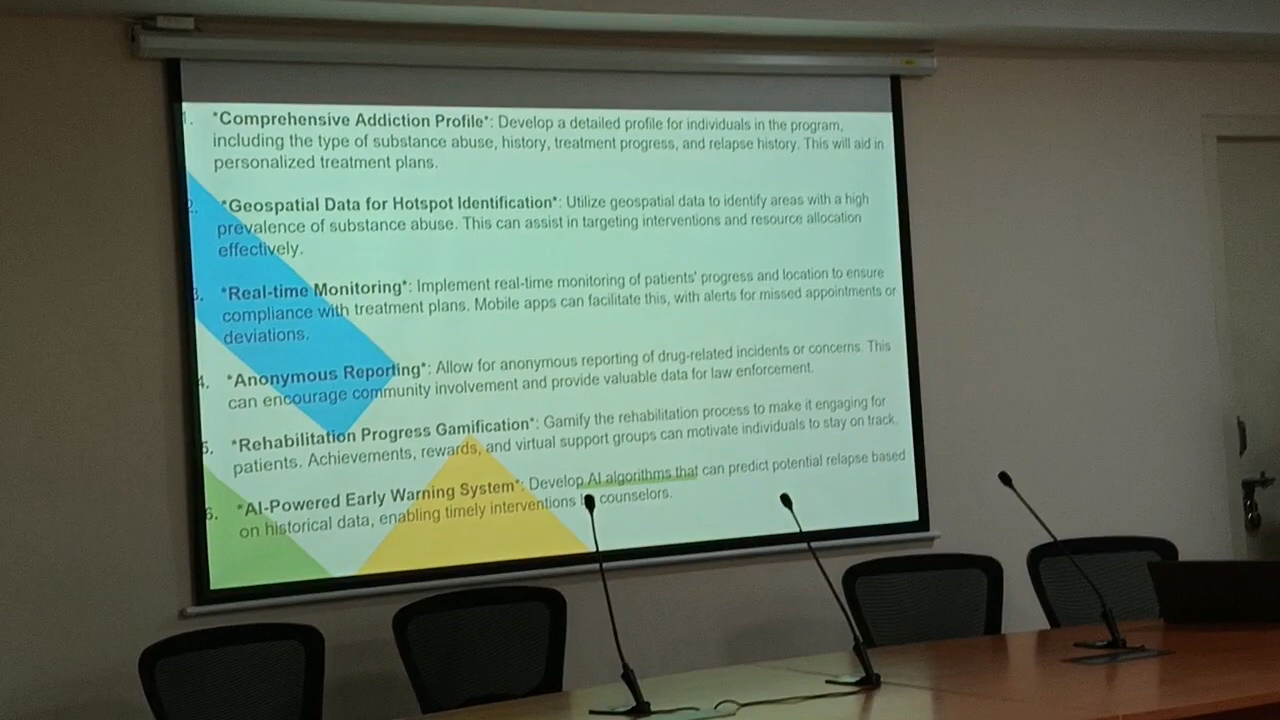 1. *Comprehensive Addiction Profile*: Develop a detailed profile for individuals in the program,
including the type of substance abuse, history, treatment progress, and relapse history. This will aid in
personalized treatment plans.
2. *Geospatial Data for Hotspot Identification*: Utilize geospatial data to identify areas with a high
prevalence of substance abuse. This can assist in targeting interventions and resource allocation
effectively.
3. *Real-time Monitoring*: Implement real-time monitoring of patients' progress and location to ensure
compliance with treatment plans. Mobile apps can facilitate this, with alerts for missed appointments or
deviations.
4. *Anonymous Reporting*: Allow for anonymous reporting of drug-related incidents or concerns. This
can encourage community involvement and provide valuable data for law enforcement.
5. *Rehabilitation Progress Gamification*: Gamify the rehabilitation process to make it engaging for
patients. Achievements, rewards, and virtual support groups can motivate individuals to stay on track.
6. *AI-Powered Early Warning System*: Develop AI algorithms that can predict potential relapse based
on historical data, enabling timely interventions counselors.